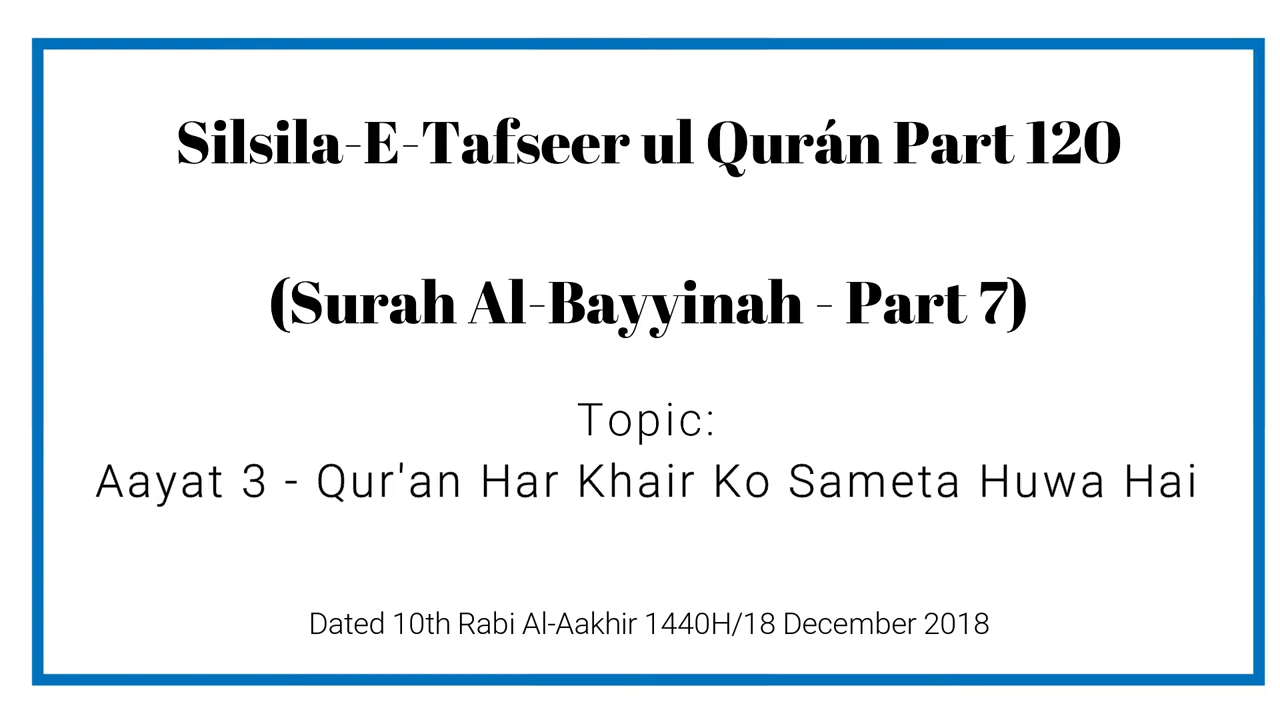 Silsila-E-Tafseer ul Qurán Part 120
(Surah Al-Bayyinah - Part 7)
Topic:
Aayat 3 - Qur'an Har Khair Ko Sameta Huwa Hai
Dated 10th Rabi Al-Aakhir 1440H/18 December 2018